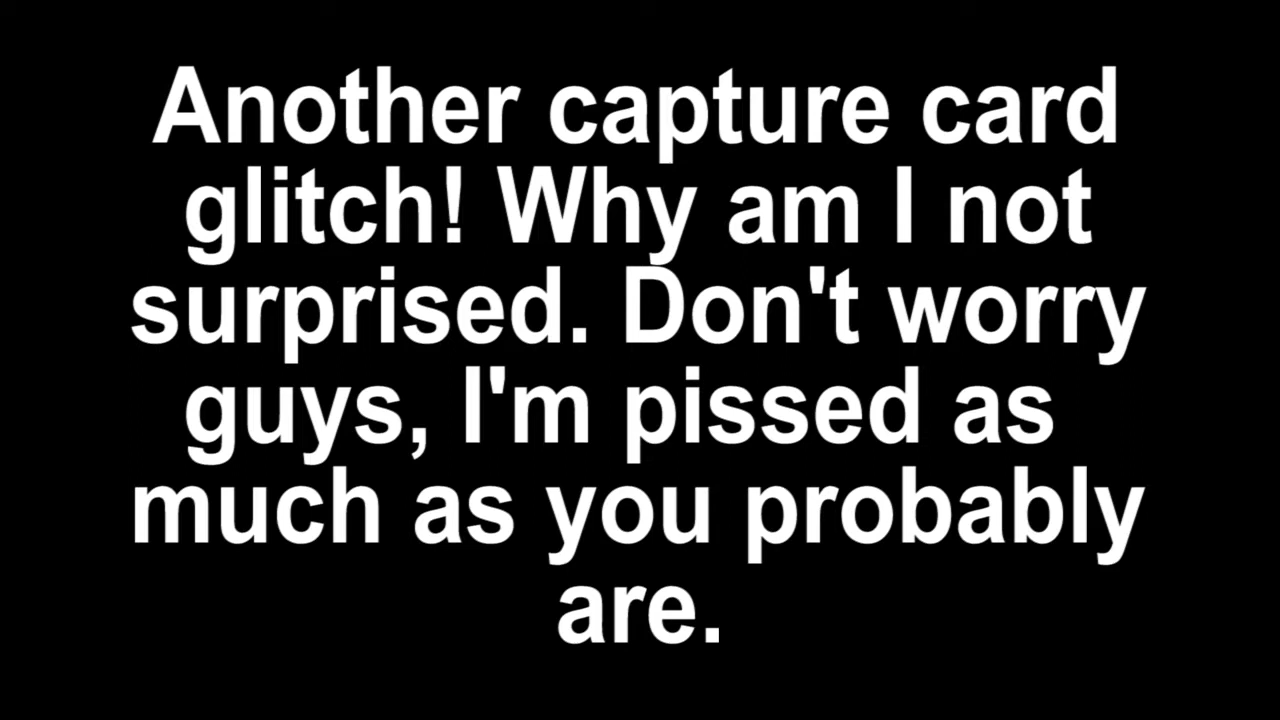 Another capture card
glitch! Why am I not
surprised. Don't worry
guys, I'm pissed as
much as you probably
are.